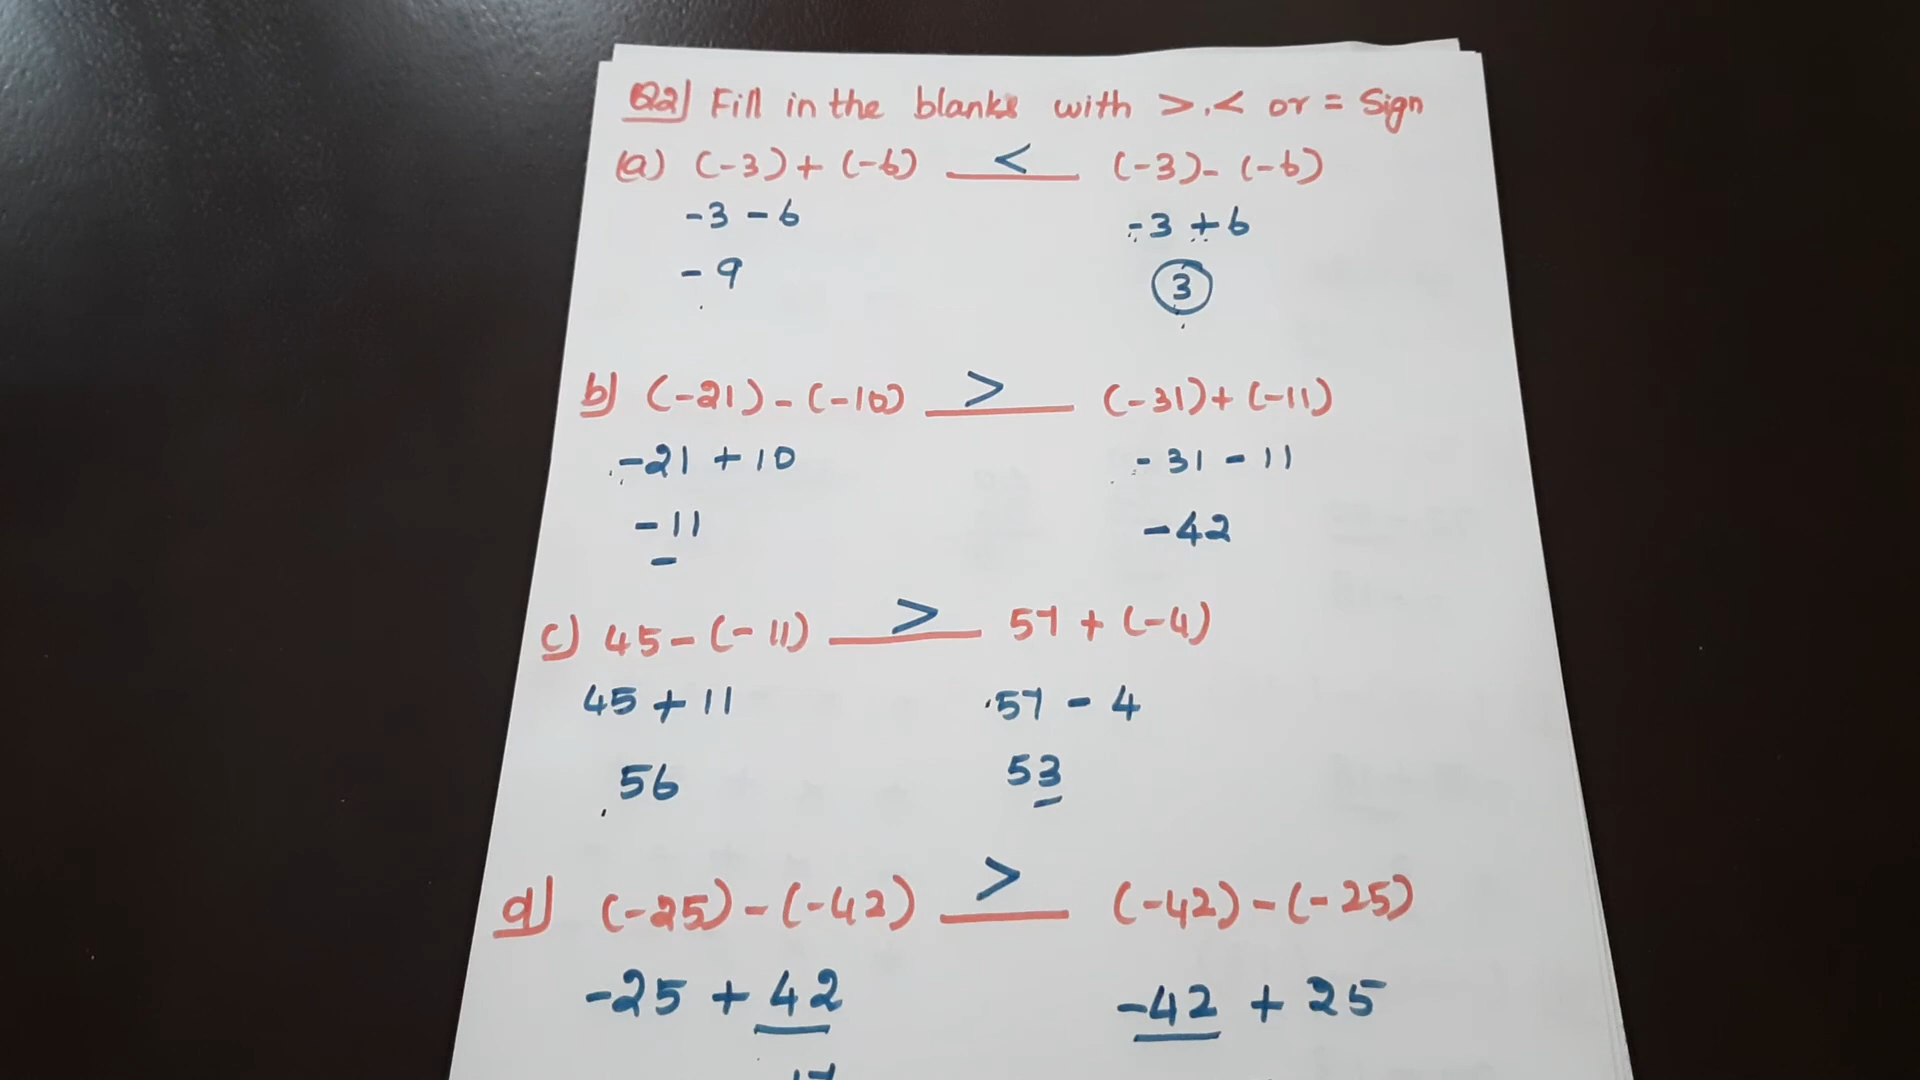 Q2) Fill in the blanks with >,< or = Sign
(a) (-3)+(-6) < (-3)-(-6)
-3-6 -3+6
-9 3
b) (-21)-(-10) > (-31)+(-11)
-21+10 -31-11
-11 -42
c) 45-(-11) > 57+(-4)
45+11 57-4
56 53
d) (-25)-(-42) > (-42)-(-25)
-25+42 -42+25